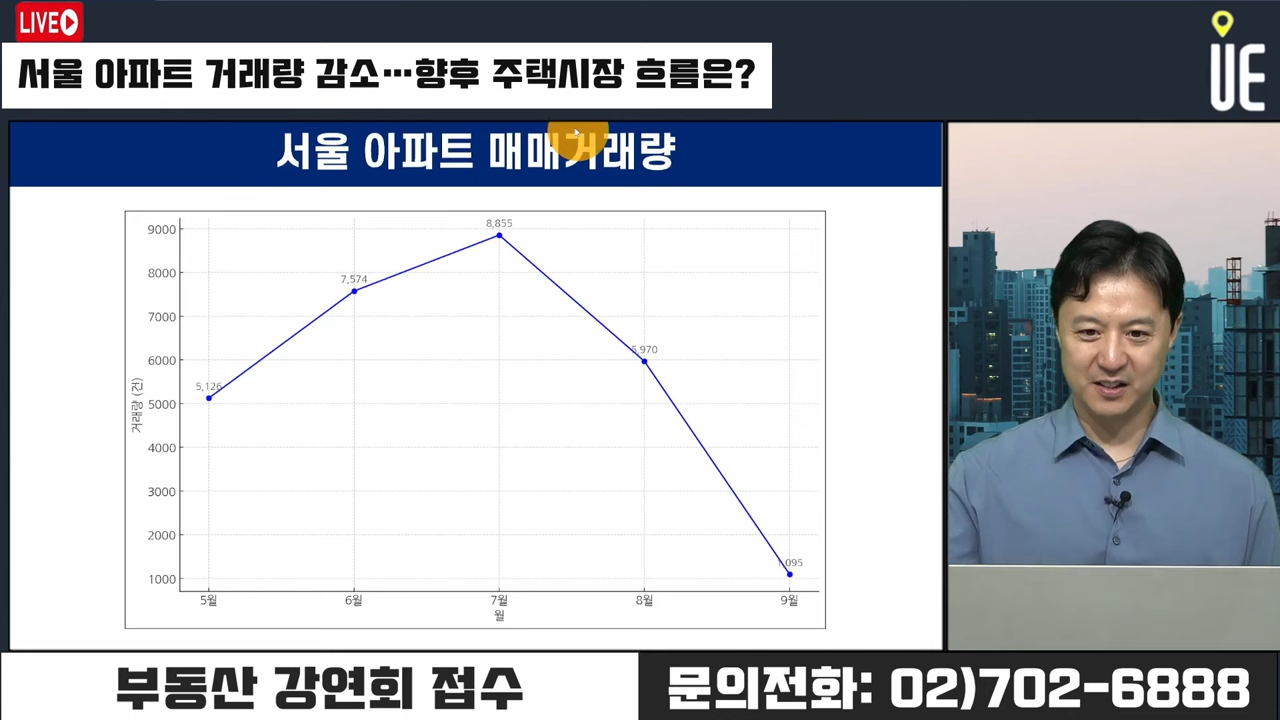 LIVE
서울 아파트 거래량 감소…향후 주택시장 흐름은?
UE
서울 아파트 매매거래량
9000
8000
7000
6000
5000
4000
3000
2000
1000
거래량 (건)
5,126
7,574
8,855
5,970
1,095
5월
6월
7월
8월
9월
월
부동산 강연회 접수
문의전화: 02)702-6888